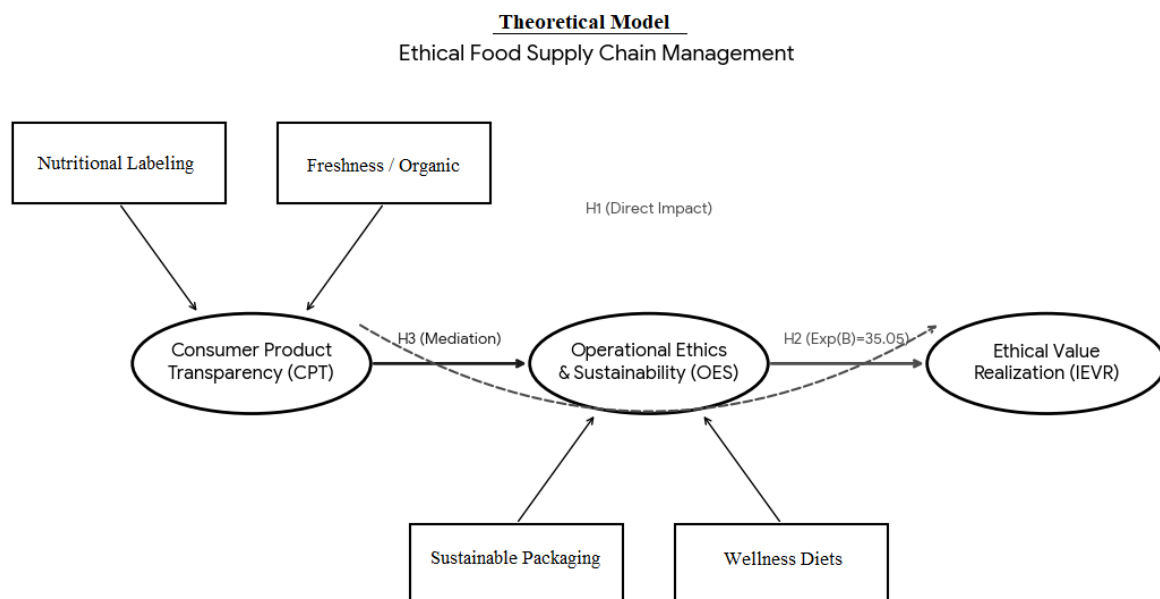 Theoretical Model
Ethical Food Supply Chain Management
Nutritional Labeling
Freshness / Organic
H1 (Direct Impact)
Consumer Product
Transparency (CPT)
H3 (Mediation)
Operational Ethics
& Sustainability (OES)
H2 (Exp(B)=35.05)
Ethical Value
Realization (IEVR)
Sustainable Packaging
Wellness Diets